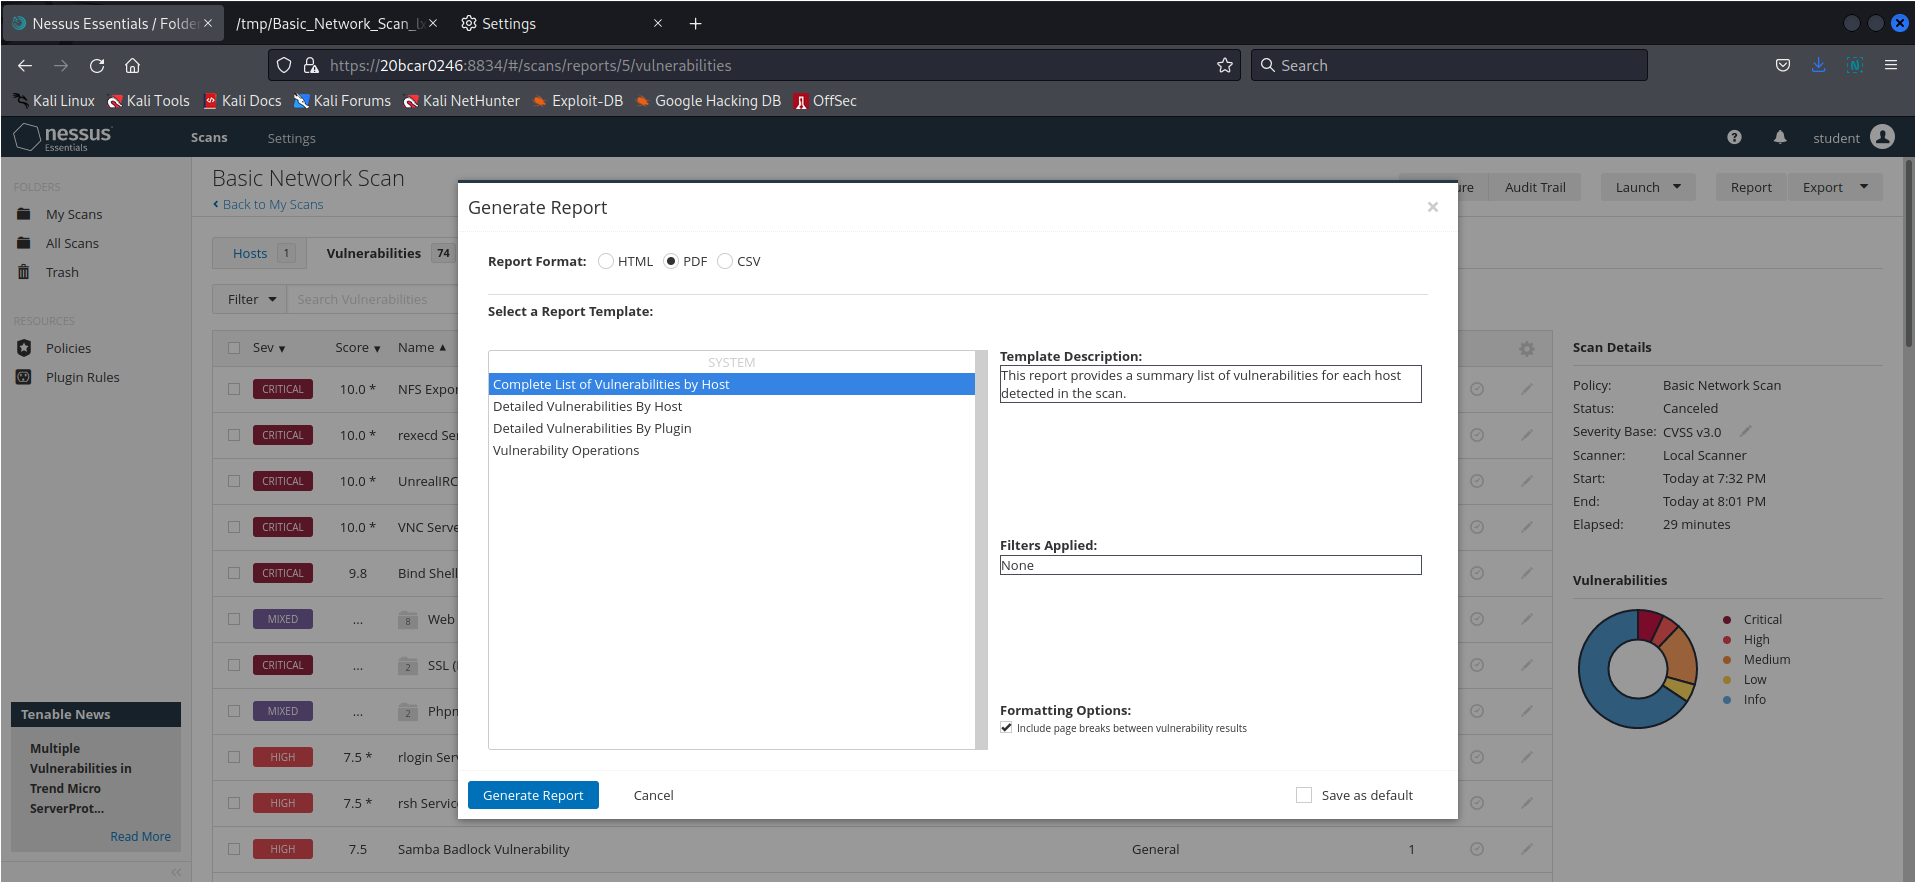 Nessus Essentials / Folde
/tmp/Basic_Network_Scan_
Settings
https://20bcar0246:8834/#/scans/reports/5/vulnerabilities
Search
Kali Linux Kali Tools Kali Docs Kali Forums Kali NetHunter Exploit-DB Google Hacking DB OffSec
nessus
Essentials
Scans
Settings
student
FOLDERS
My Scans
All Scans
Trash
RESOURCES
Policies
Plugin Rules
Tenable News
Multiple
Vulnerabilities in
Trend Micro
ServerProt...
Read More
Basic Network Scan
Back to My Scans
ure
Audit Trail
Launch
Report
Export
Hosts 1
Vulnerabilities 74
Filter
Search Vulnerabilities
Sev Score Name
CRITICAL 10.0 * NFS Expor
CRITICAL 10.0 * rexecd Se
CRITICAL 10.0 * UnrealIRC
CRITICAL 10.0 * VNC Serve
CRITICAL 9.8 Bind Shell
MIXED ... 8 Web
CRITICAL ... 2 SSL (
MIXED ... 2 Phpm
HIGH 7.5 * rlogin Ser
HIGH 7.5 * rsh Servic
HIGH 7.5 Samba Badlock Vulnerability General 1
Generate Report
Report Format: HTML PDF CSV
Select a Report Template:
SYSTEM
Complete List of Vulnerabilities by Host
Detailed Vulnerabilities By Host
Detailed Vulnerabilities By Plugin
Vulnerability Operations
Template Description:
This report provides a summary list of vulnerabilities for each host
detected in the scan.
Filters Applied:
None
Formatting Options:
Include page breaks between vulnerability results
Generate Report
Cancel
Save as default
Scan Details
Policy: Basic Network Scan
Status: Canceled
Severity Base: CVSS v3.0
Scanner: Local Scanner
Start: Today at 7:32 PM
End: Today at 8:01 PM
Elapsed: 29 minutes
Vulnerabilities
Critical
High
Medium
Low
Info